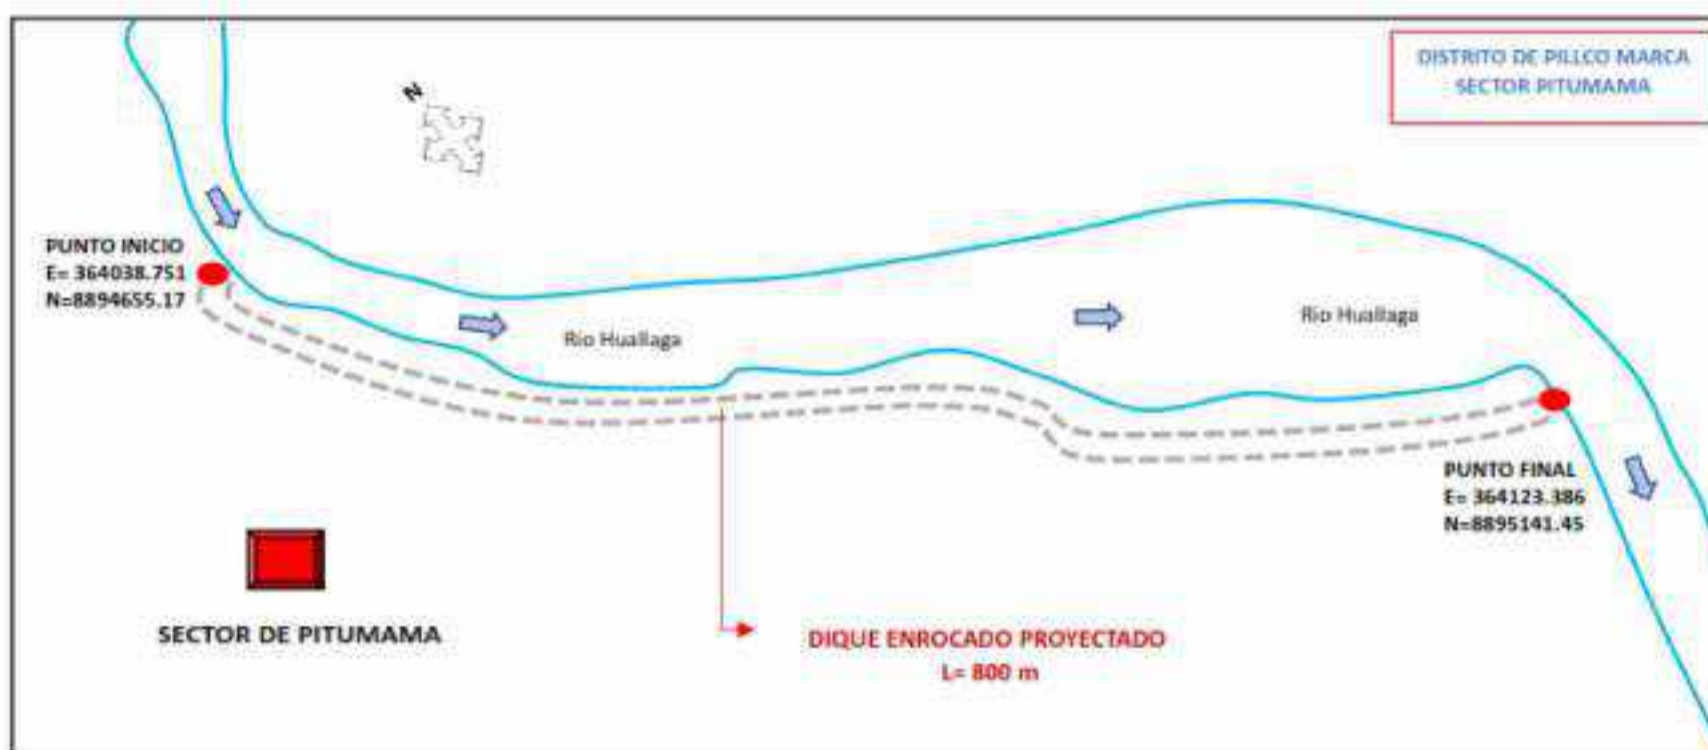 DISTRITO DE PILLCO MARCA
SECTOR PITUMAMA
N
PUNTO INICIO
E= 364038.751
N=8894655.17
Rio Huallaga
Rio Huallaga
PUNTO FINAL
E= 364123.386
N=8895141.45
SECTOR DE PITUMAMA
DIQUE ENROCADO PROYECTADO
L= 800 m